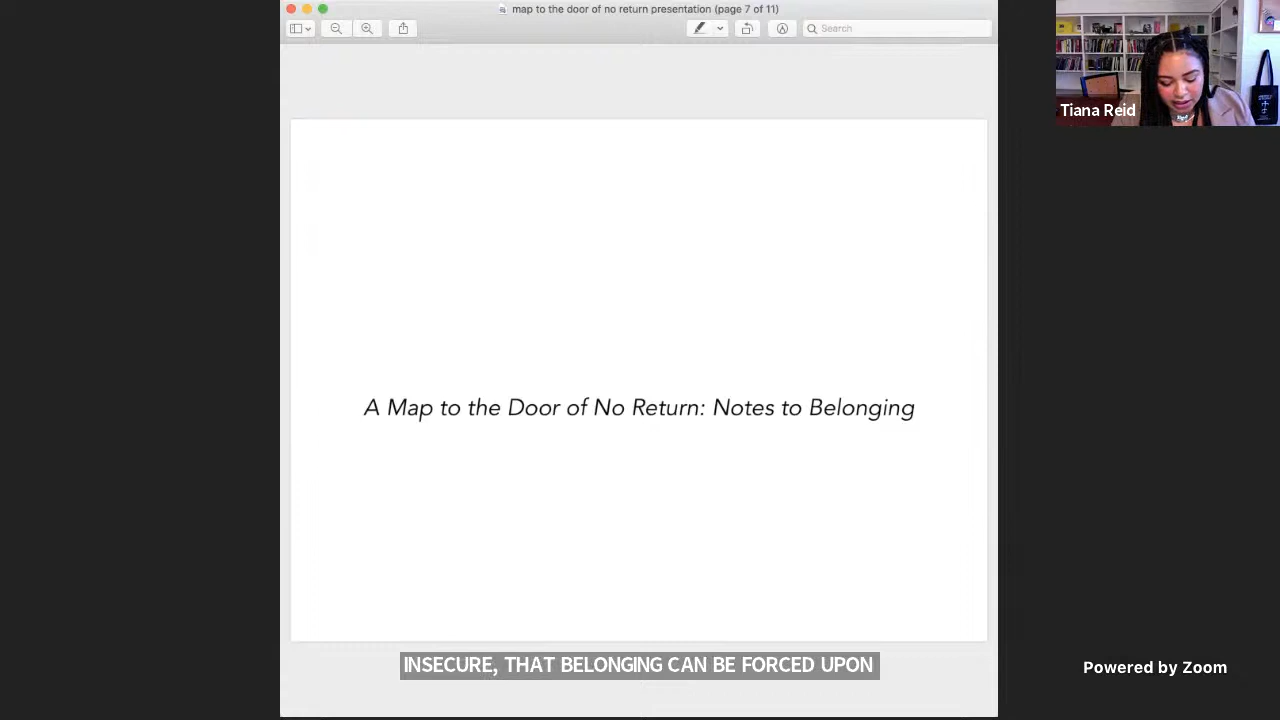 map to the door of no return presentation (page 7 of 11)
Search
Tiana Reid
A Map to the Door of No Return: Notes to Belonging
INSECURE, THAT BELONGING CAN BE FORCED UPON
Powered by Zoom